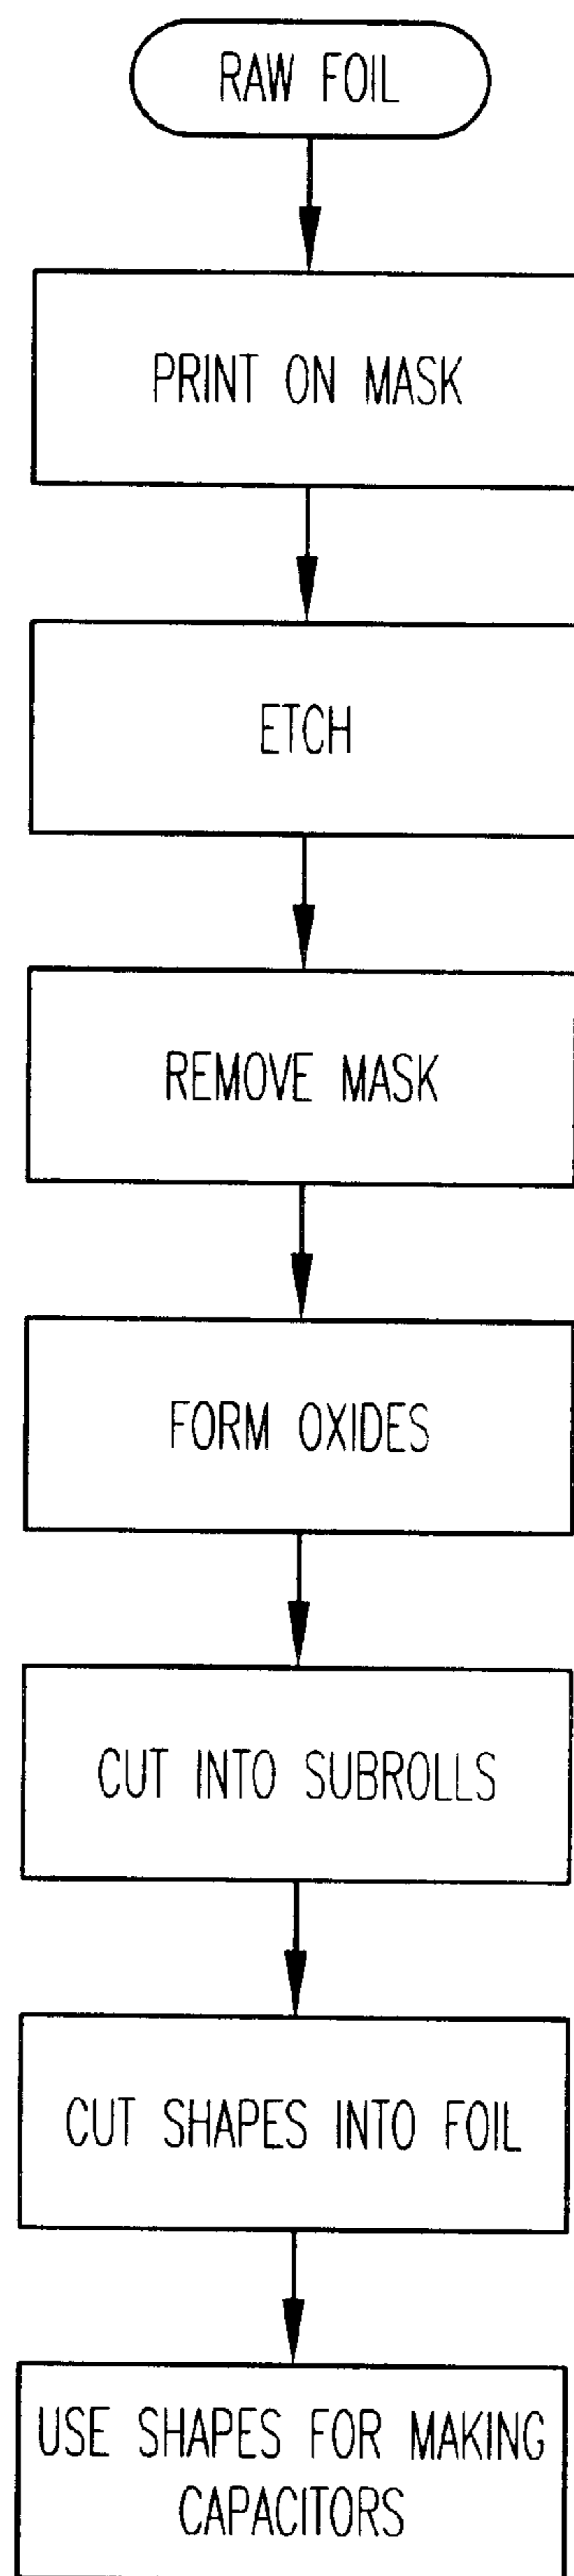 RAW FOIL
PRINT ON MASK
ETCH
REMOVE MASK
FORM OXIDES
CUT INTO SUBROLLS
CUT SHAPES INTO FOIL
USE SHAPES FOR MAKING
CAPACITORS